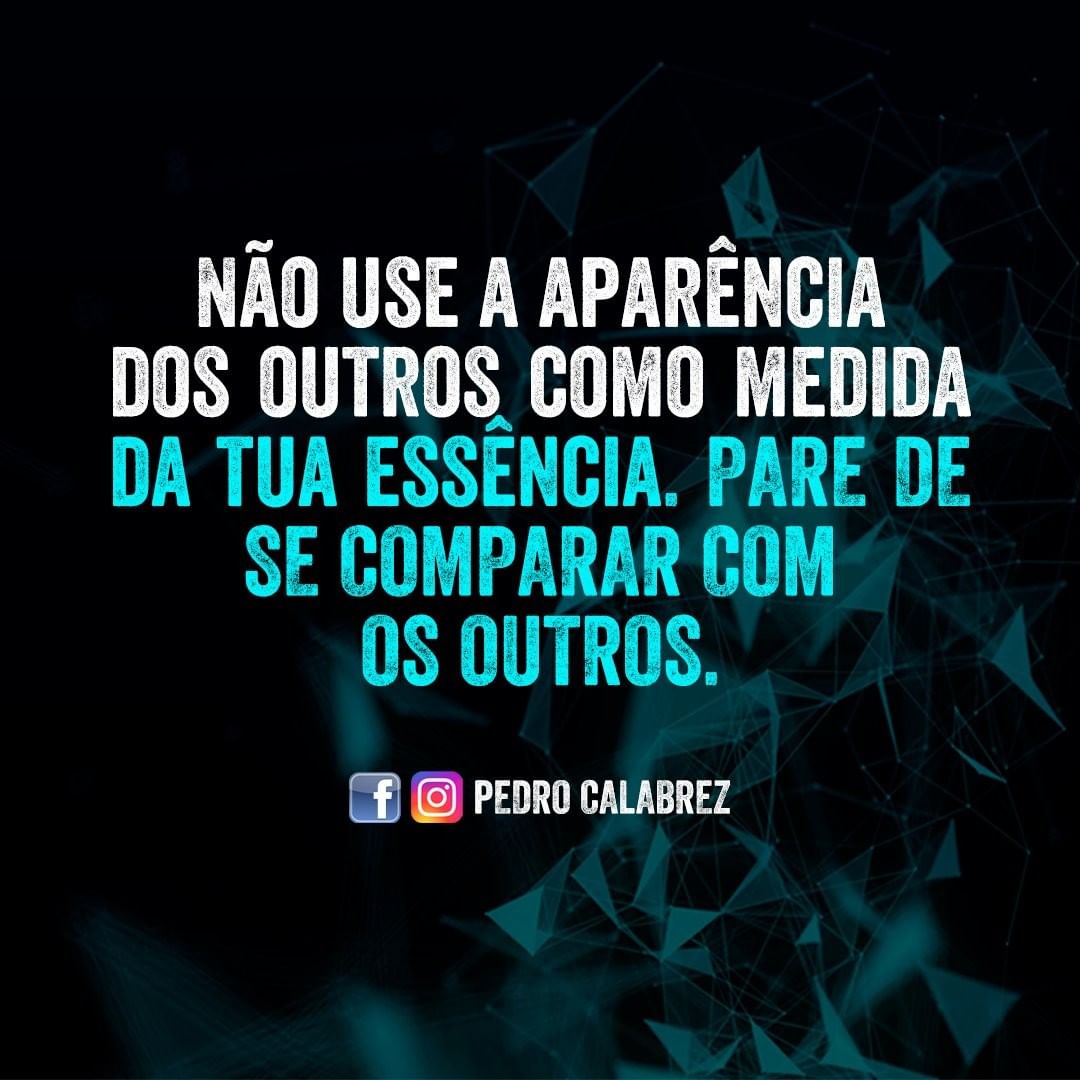 NÃO USE A APARÊNCIA
DOS OUTROS COMO MEDIDA
DA TUA ESSÊNCIA. PARE DE
SE COMPARAR COM
OS OUTROS.
PEDRO CALABREZ